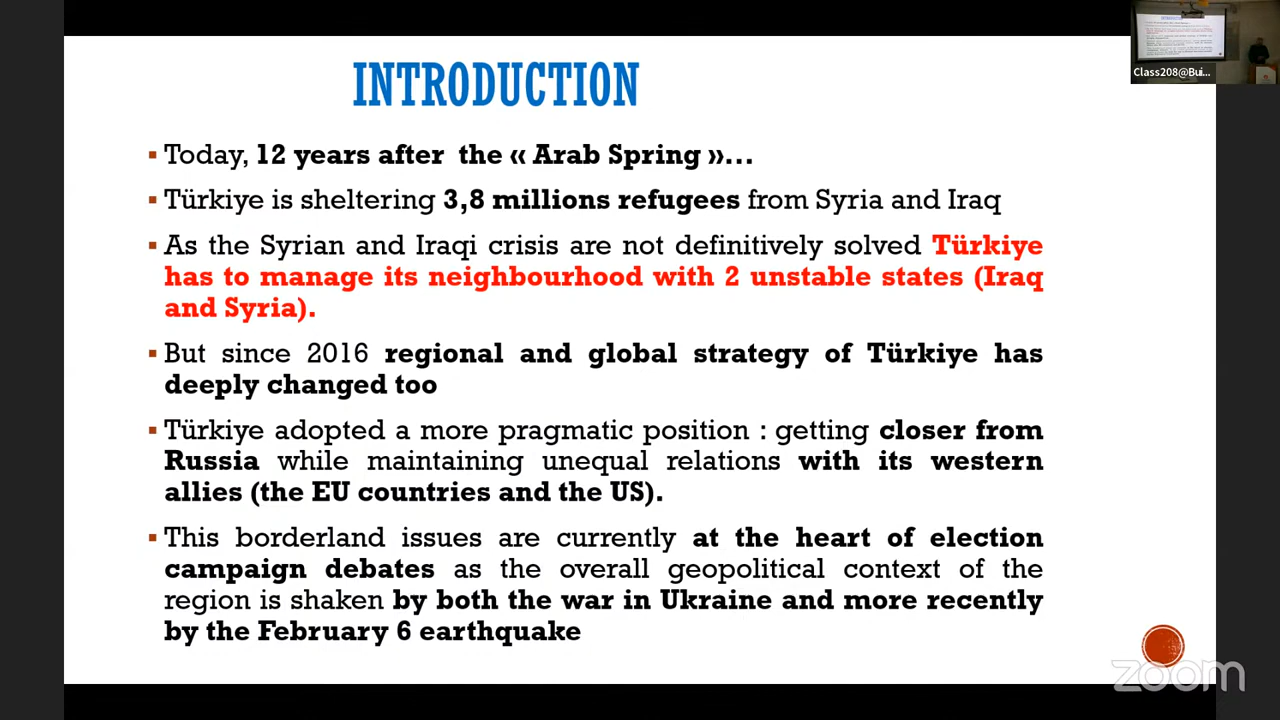 INTRODUCTION
▪ Today, 12 years after the « Arab Spring »...
▪ Türkiye is sheltering 3,8 millions refugees from Syria and Iraq
▪ As the Syrian and Iraqi crisis are not definitively solved Türkiye
has to manage its neighbourhood with 2 unstable states (Iraq
and Syria).
▪ But since 2016 regional and global strategy of Türkiye has
deeply changed too
▪ Türkiye adopted a more pragmatic position : getting closer from
Russia while maintaining unequal relations with its western
allies (the EU countries and the US).
▪ This borderland issues are currently at the heart of election
campaign debates as the overall geopolitical context of the
region is shaken by both the war in Ukraine and more recently
by the February 6 earthquake
Class208@Bui...
zoom